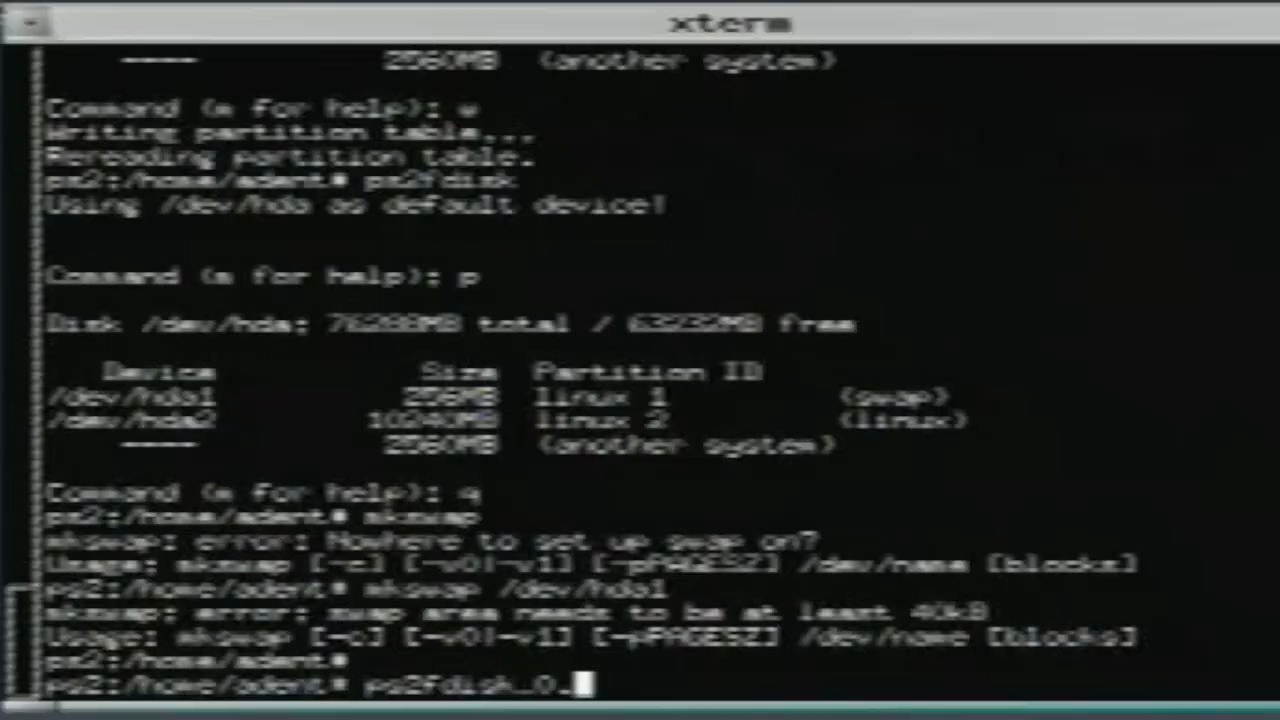 xterm
---- 2560MB (another system)
Command (m for help): w
Writing partition table...
Rereading partition table.
ps2:/home/adent# ps2fdisk
Using /dev/hda as default device!
Command (m for help): p
Disk /dev/hda: 76288MB total / 63232MB free
Device Size Partition ID
/dev/hda1 256MB linux 1 (swap)
/dev/hda2 10240MB linux 2 (linux)
---- 2560MB (another system)
Command (m for help): q
ps2:/home/adent# mkswap
mkswap: error: Nowhere to set up swap on?
Usage: mkswap [-c] [-v0|-v1] [-pPAGESZ] /dev/name [blocks]
ps2:/home/adent# mkswap /dev/hda1
mkswap: error: swap area needs to be at least 40kB
Usage: mkswap [-c] [-v0|-v1] [-pPAGESZ] /dev/name [blocks]
ps2:/home/adent#
ps2:/home/adent# ps2fdisk_0.